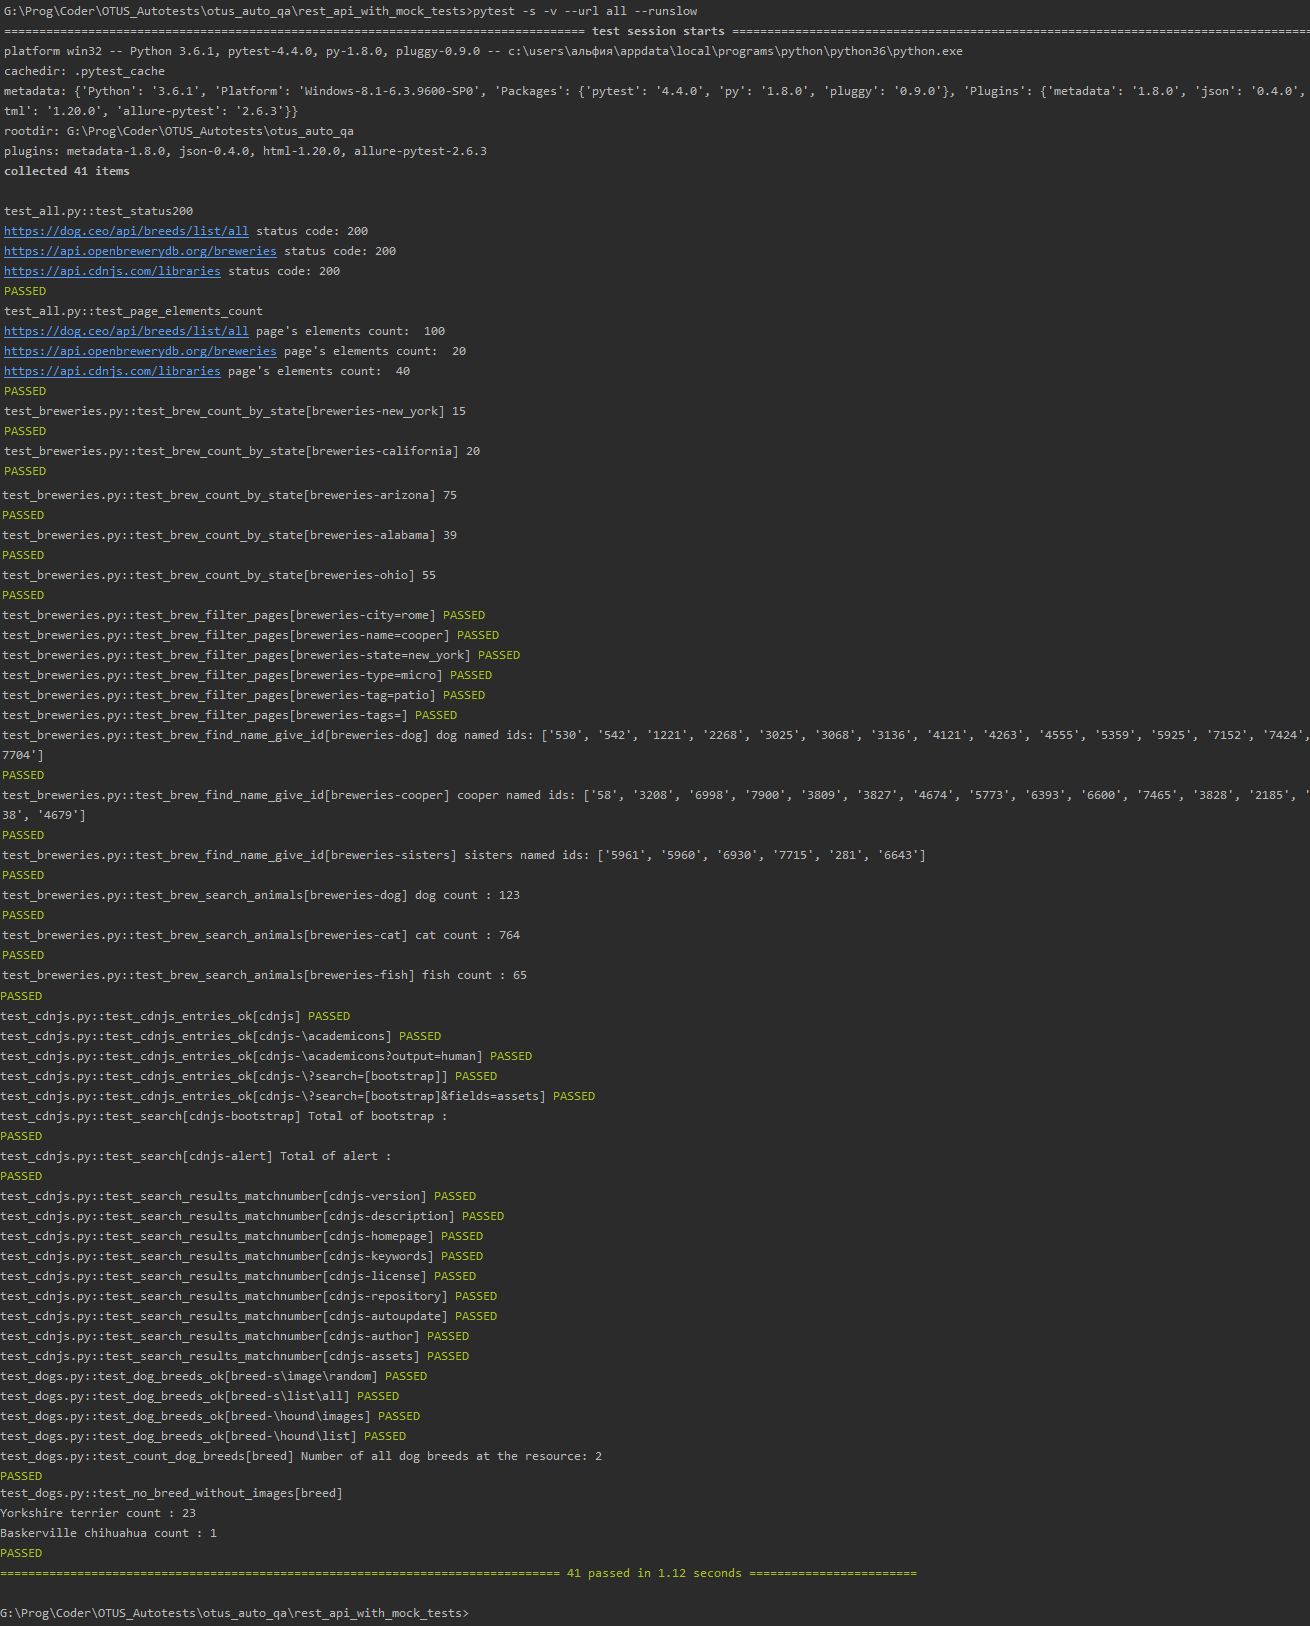 G:\Prog\Coder\OTUS_Autotests\otus_auto_qa\rest_api_with_mock_tests>pytest -s -v --url all --runslow
=================================================================================== test session starts ===================================================================================
platform win32 -- Python 3.6.1, pytest-4.4.0, py-1.8.0, pluggy-0.9.0 -- c:\users\альфия\appdata\local\programs\python\python36\python.exe
cachedir: .pytest_cache
metadata: {'Python': '3.6.1', 'Platform': 'Windows-8.1-6.3.9600-SP0', 'Packages': {'pytest': '4.4.0', 'py': '1.8.0', 'pluggy': '0.9.0'}, 'Plugins': {'metadata': '1.8.0', 'json': '0.4.0',
tml': '1.20.0', 'allure-pytest': '2.6.3'}}
rootdir: G:\Prog\Coder\OTUS_Autotests\otus_auto_qa
plugins: metadata-1.8.0, json-0.4.0, html-1.20.0, allure-pytest-2.6.3
collected 41 items
test_all.py::test_status200
https://dog.ceo/api/breeds/list/all status code: 200
https://api.openbrewerydb.org/breweries status code: 200
https://api.cdnjs.com/libraries status code: 200
PASSED
test_all.py::test_page_elements_count
https://dog.ceo/api/breeds/list/all page's elements count:  100
https://api.openbrewerydb.org/breweries page's elements count:  20
https://api.cdnjs.com/libraries page's elements count:  40
PASSED
test_breweries.py::test_brew_count_by_state[breweries-new_york] 15
PASSED
test_breweries.py::test_brew_count_by_state[breweries-california] 20
PASSED
test_breweries.py::test_brew_count_by_state[breweries-arizona] 75
PASSED
test_breweries.py::test_brew_count_by_state[breweries-alabama] 39
PASSED
test_breweries.py::test_brew_count_by_state[breweries-ohio] 55
PASSED
test_breweries.py::test_brew_filter_pages[breweries-city=rome] PASSED
test_breweries.py::test_brew_filter_pages[breweries-name=cooper] PASSED
test_breweries.py::test_brew_filter_pages[breweries-state=new_york] PASSED
test_breweries.py::test_brew_filter_pages[breweries-type=micro] PASSED
test_breweries.py::test_brew_filter_pages[breweries-tag=patio] PASSED
test_breweries.py::test_brew_filter_pages[breweries-tags=] PASSED
test_breweries.py::test_brew_find_name_give_id[breweries-dog] dog named ids: ['530', '542', '1221', '2268', '3025', '3068', '3136', '4121', '4263', '4555', '5359', '5925', '7152', '7424',
7704']
PASSED
test_breweries.py::test_brew_find_name_give_id[breweries-cooper] cooper named ids: ['58', '3208', '6998', '7900', '3809', '3827', '4674', '5773', '6393', '6600', '7465', '3828', '2185', '
38', '4679']
PASSED
test_breweries.py::test_brew_find_name_give_id[breweries-sisters] sisters named ids: ['5961', '5960', '6930', '7715', '281', '6643']
PASSED
test_breweries.py::test_brew_search_animals[breweries-dog] dog count : 123
PASSED
test_breweries.py::test_brew_search_animals[breweries-cat] cat count : 764
PASSED
test_breweries.py::test_brew_search_animals[breweries-fish] fish count : 65
PASSED
test_cdnjs.py::test_cdnjs_entries_ok[cdnjs] PASSED
test_cdnjs.py::test_cdnjs_entries_ok[cdnjs-\academicons] PASSED
test_cdnjs.py::test_cdnjs_entries_ok[cdnjs-\academicons?output=human] PASSED
test_cdnjs.py::test_cdnjs_entries_ok[cdnjs-\?search=[bootstrap]] PASSED
test_cdnjs.py::test_cdnjs_entries_ok[cdnjs-\?search=[bootstrap]&fields=assets] PASSED
test_cdnjs.py::test_search[cdnjs-bootstrap] Total of bootstrap :
PASSED
test_cdnjs.py::test_search[cdnjs-alert] Total of alert :
PASSED
test_cdnjs.py::test_search_results_matchnumber[cdnjs-version] PASSED
test_cdnjs.py::test_search_results_matchnumber[cdnjs-description] PASSED
test_cdnjs.py::test_search_results_matchnumber[cdnjs-homepage] PASSED
test_cdnjs.py::test_search_results_matchnumber[cdnjs-keywords] PASSED
test_cdnjs.py::test_search_results_matchnumber[cdnjs-license] PASSED
test_cdnjs.py::test_search_results_matchnumber[cdnjs-repository] PASSED
test_cdnjs.py::test_search_results_matchnumber[cdnjs-autoupdate] PASSED
test_cdnjs.py::test_search_results_matchnumber[cdnjs-author] PASSED
test_cdnjs.py::test_search_results_matchnumber[cdnjs-assets] PASSED
test_dogs.py::test_dog_breeds_ok[breed-s\image\random] PASSED
test_dogs.py::test_dog_breeds_ok[breed-s\list\all] PASSED
test_dogs.py::test_dog_breeds_ok[breed-\hound\images] PASSED
test_dogs.py::test_dog_breeds_ok[breed-\hound\list] PASSED
test_dogs.py::test_count_dog_breeds[breed] Number of all dog breeds at the resource: 2
PASSED
test_dogs.py::test_no_breed_without_images[breed]
Yorkshire terrier count : 23
Baskerville chihuahua count : 1
PASSED
================================================================================ 41 passed in 1.12 seconds ========================
G:\Prog\Coder\OTUS_Autotests\otus_auto_qa\rest_api_with_mock_tests>